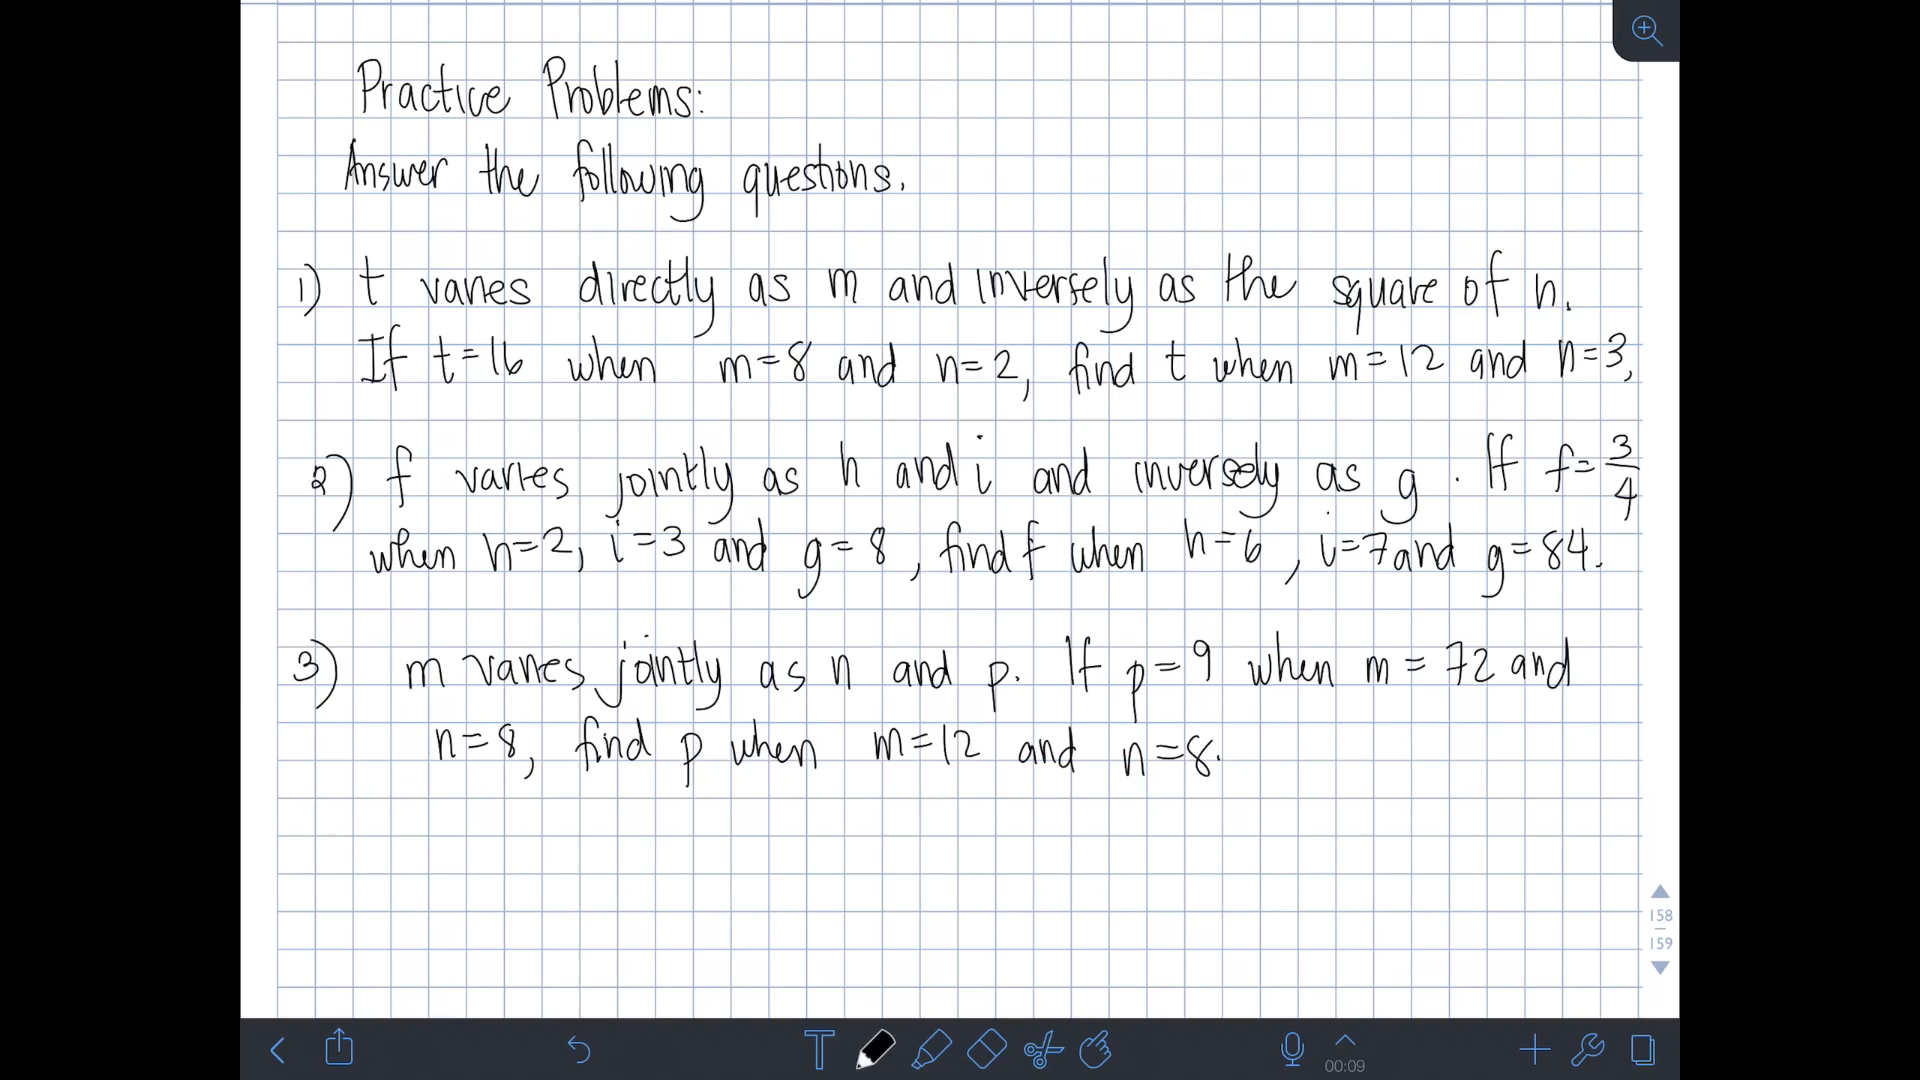 Practice Problems:
Answer the following questions.
1) t varies directly as m and inversely as the square of n.
If t=16 when m=8 and n=2, find t when m=12 and n=3,
2) f varies jointly as h and i and inversely as g. If f=3/4
when h=2, i=3 and g=8, find f when h=6, i=7 and g=84.
3) m varies jointly as n and p. If p=9 when m=72 and
n=8, find p when m=12 and n=8.
158
159
T
00:09